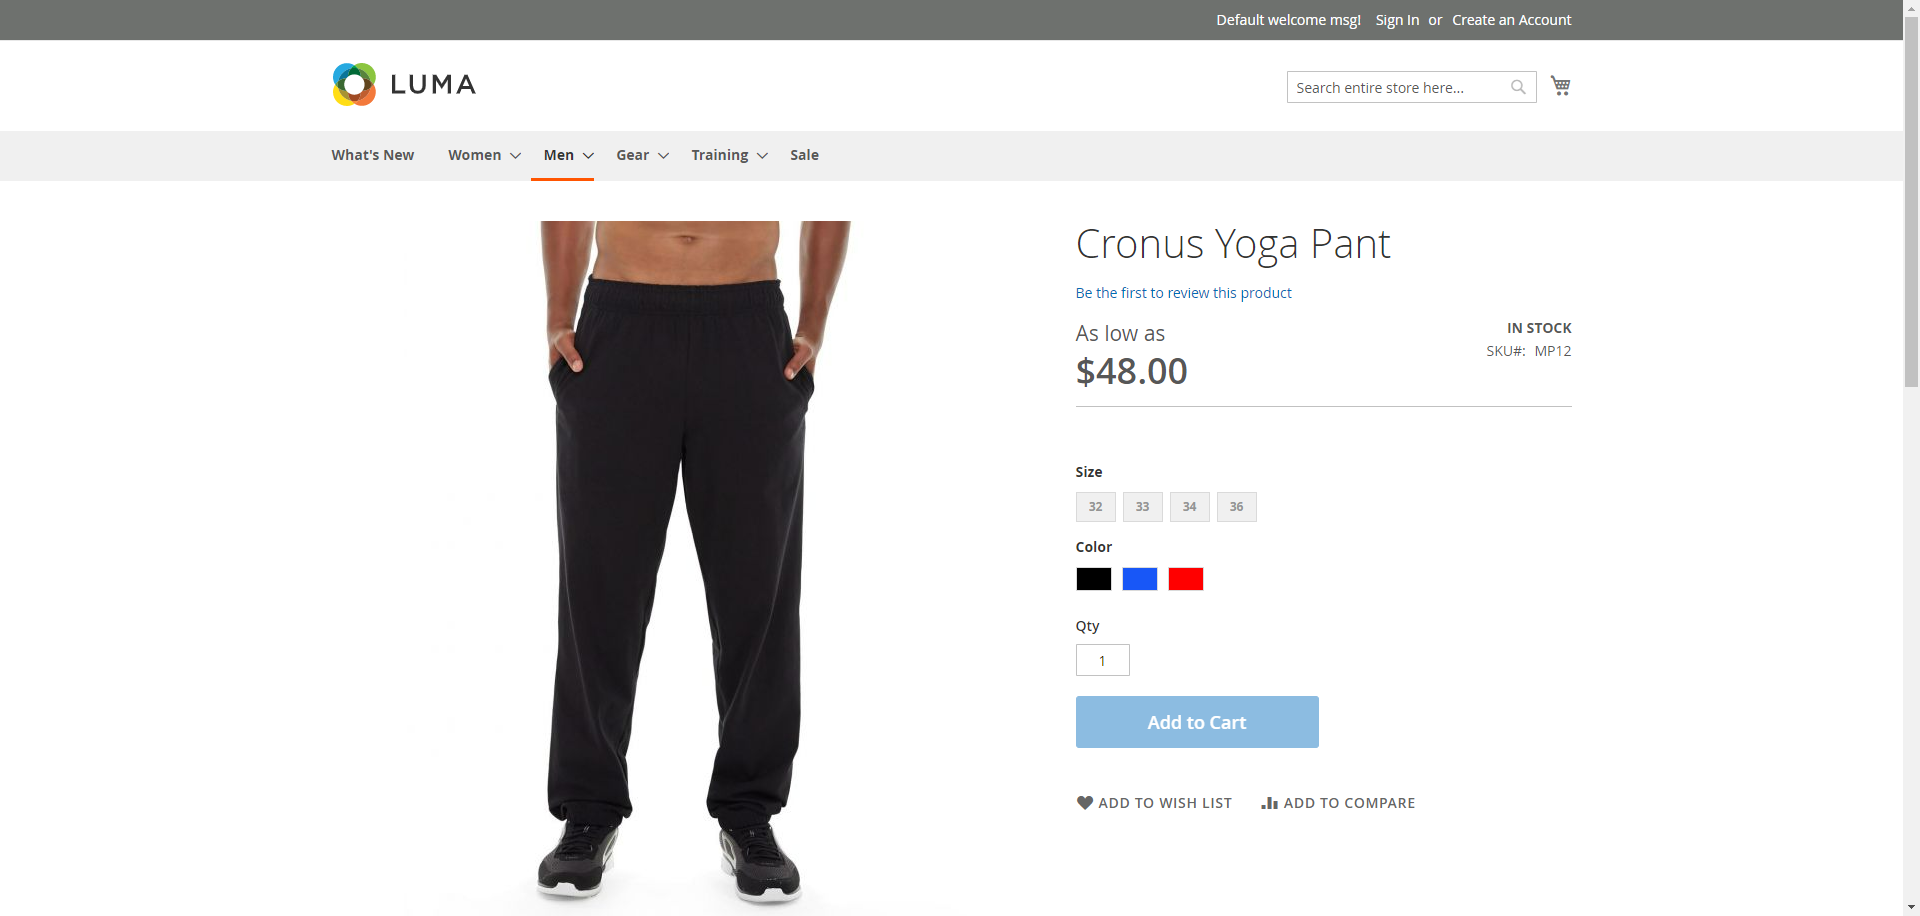 Default welcome msg! Sign In or Create an Account
LUMA
Search entire store here...
What's New Women Men Gear Training Sale
Cronus Yoga Pant
Be the first to review this product
As low as
$48.00
IN STOCK
SKU#: MP12
Size
32 33 34 36
Color
Qty
1
Add to Cart
ADD TO WISH LIST ADD TO COMPARE